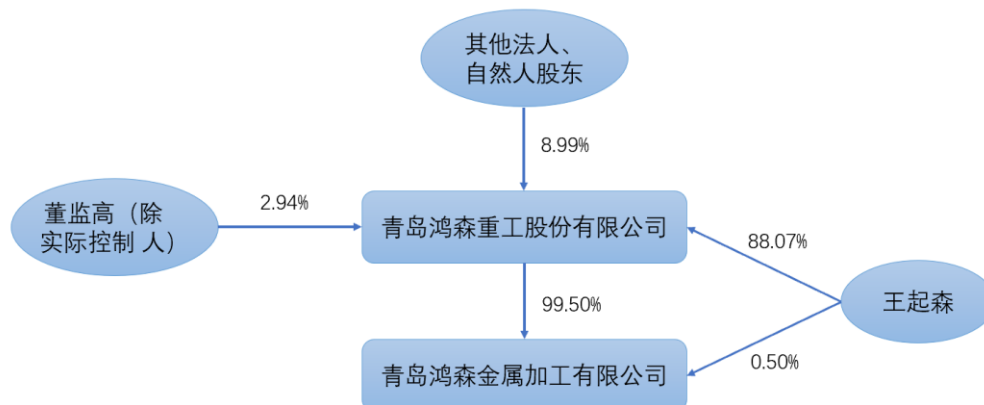 其他法人、
自然人股东
8.99%
董监高（除
实际控制 人）
2.94%
青岛鸿森重工股份有限公司
88.07%
王起森
99.50%
0.50%
青岛鸿森金属加工有限公司